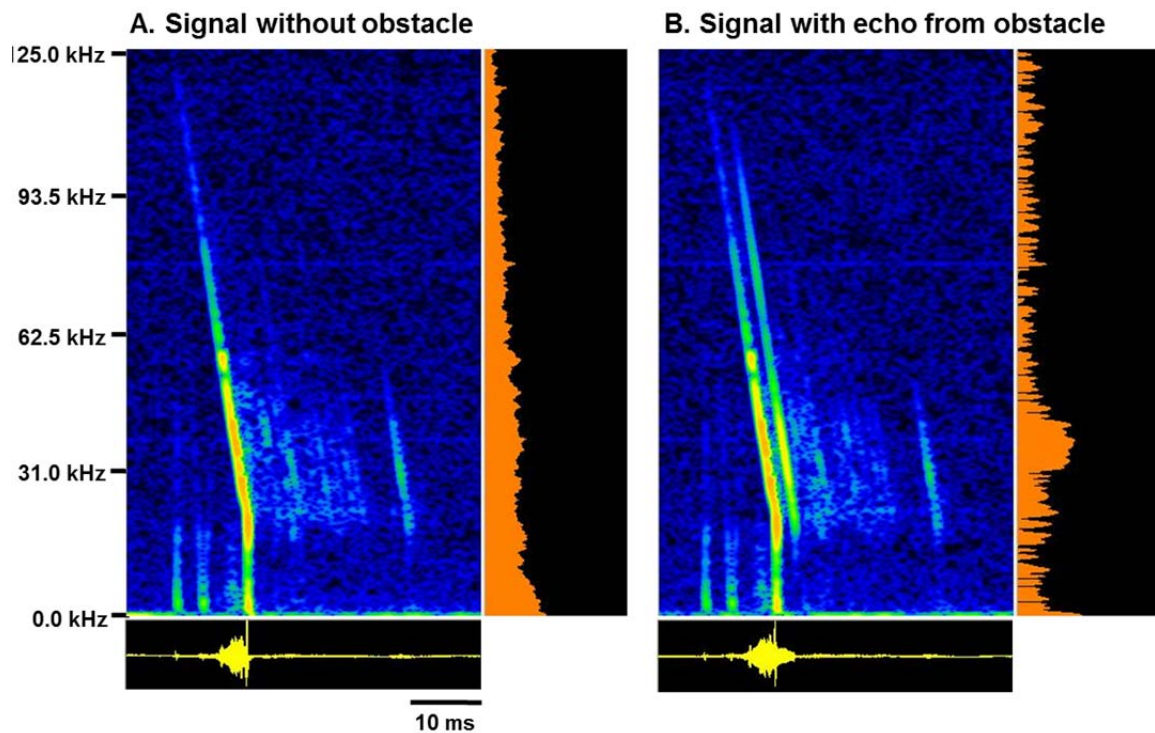 A. Signal without obstacle
B. Signal with echo from obstacle
125.0 kHz
93.5 kHz
62.5 kHz
31.0 kHz
0.0 kHz
10 ms